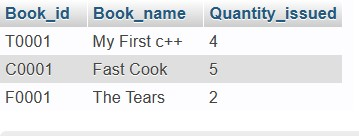 Book_id Book_name Quantity_issued
T0001 My First c++ 4
C0001 Fast Cook 5
F0001 The Tears 2